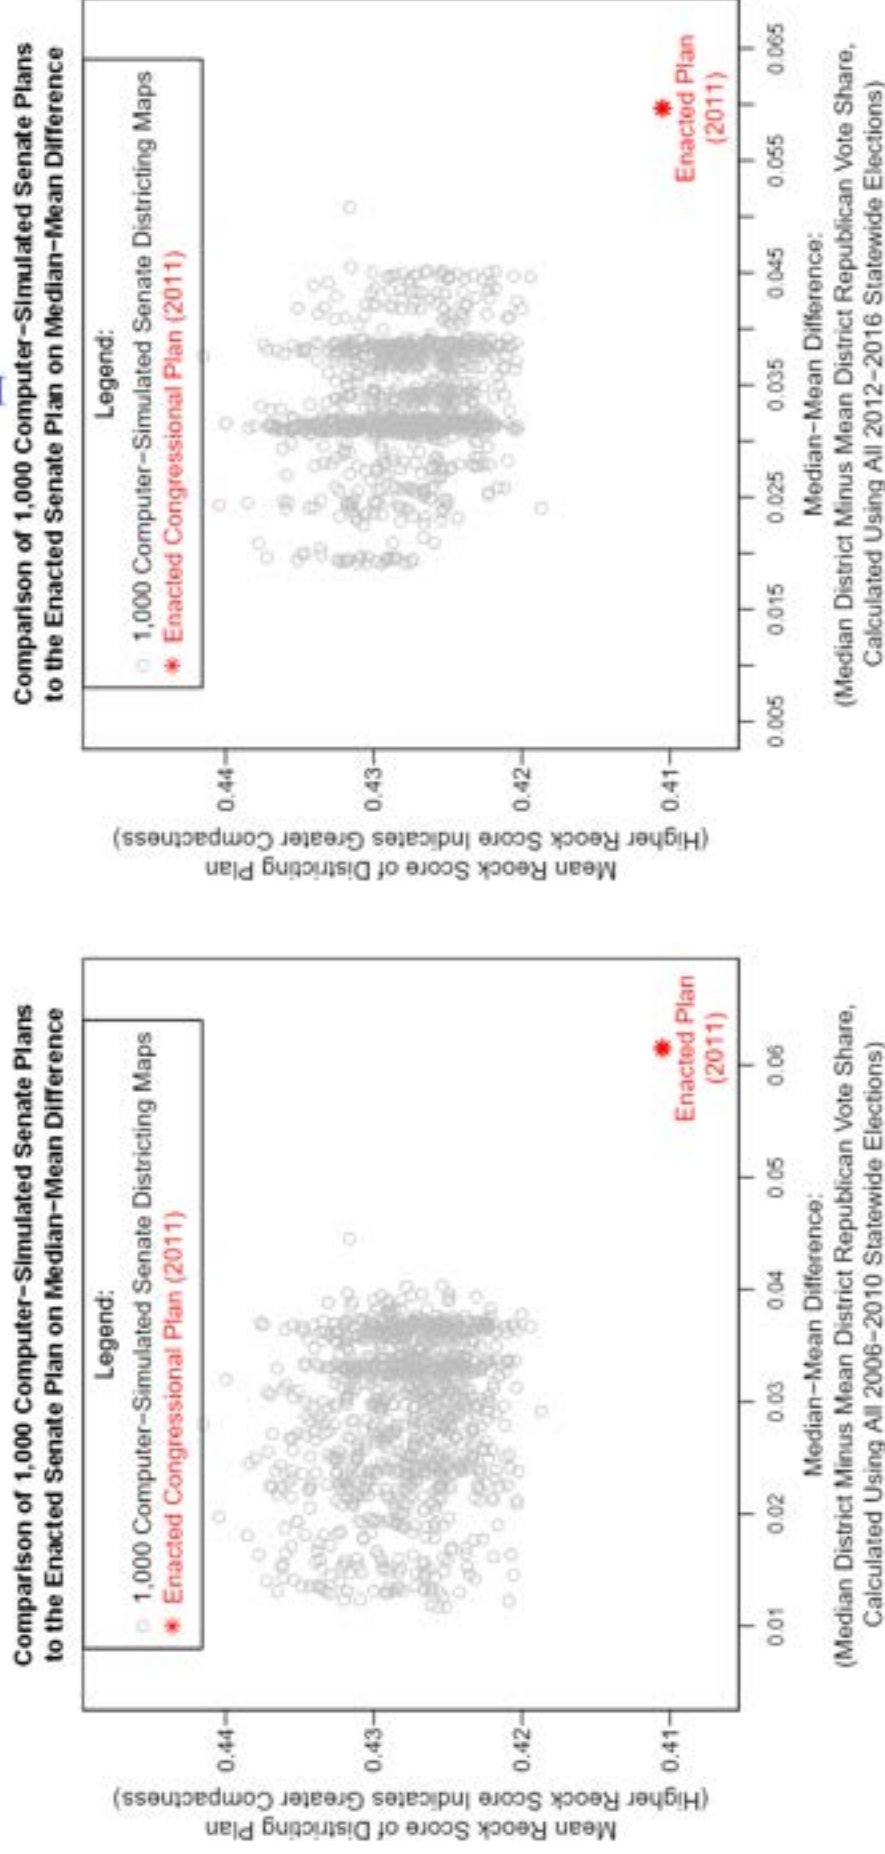 Comparison of 1,000 Computer-Simulated Senate Plans
to the Enacted Senate Plan on Median-Mean Difference
Legend:
1,000 Computer-Simulated Senate Districting Maps
Enacted Congressional Plan (2011)
Mean Reock Score of Districting Plan
(Higher Reock Score Indicates Greater Compactness)
0.44
0.43
0.42
0.41
Enacted Plan
(2011)
0.01 0.02 0.03 0.04 0.05 0.06
Median-Mean Difference:
(Median District Minus Mean District Republican Vote Share,
Calculated Using All 2006-2010 Statewide Elections)
Comparison of 1,000 Computer-Simulated Senate Plans
to the Enacted Senate Plan on Median-Mean Difference
Legend:
1,000 Computer-Simulated Senate Districting Maps
Enacted Congressional Plan (2011)
Mean Reock Score of Districting Plan
(Higher Reock Score Indicates Greater Compactness)
0.44
0.43
0.42
0.41
Enacted Plan
(2011)
0.005 0.015 0.025 0.035 0.045 0.055 0.065
Median-Mean Difference:
(Median District Minus Mean District Republican Vote Share,
Calculated Using All 2012-2016 Statewide Elections)